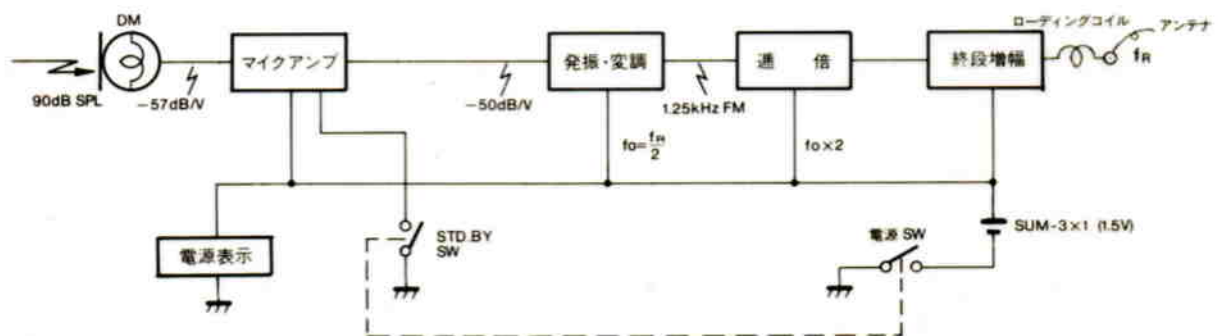 DM
90dB SPL
−57dB/V
マイクアンプ
−50dB/V
発振・変調
1.25kHz FM
逓倍
終段増幅
ローディングコイル
アンテナ
fR
fo=fR/2
fo×2
電源表示
STD.BY
SW
電源 SW
SUM-3×1 (1.5V)